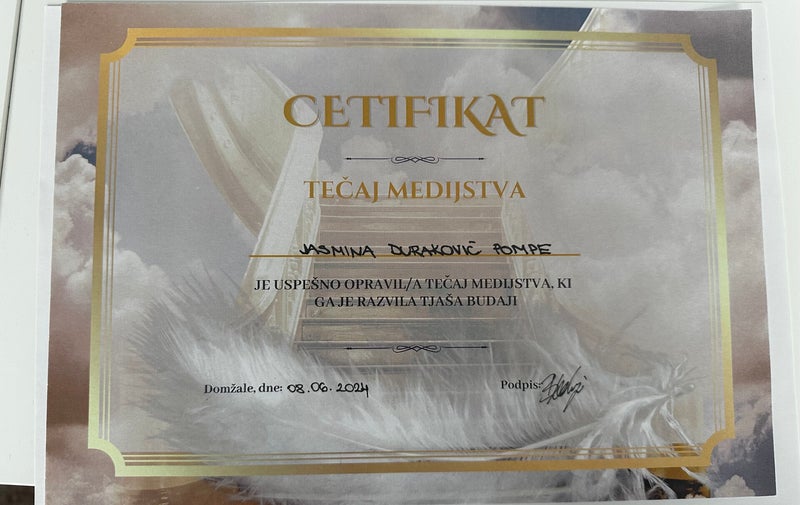 CETIFIKAT
TEČAJ MEDIJSTVA
JASMINA DURAKOVIČ POMPE
JE USPEŠNO OPRAVIL/A TEČAJ MEDIJSTVA, KI
GA JE RAZVILA TJAŠA BUDAJI
Domžale, dne: 08.06.2024 Podpis: